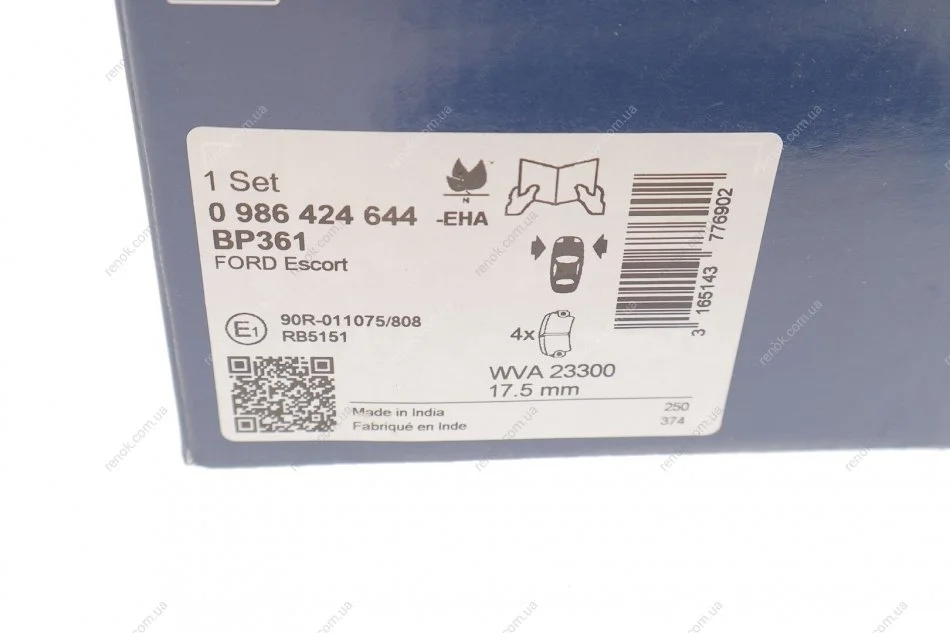 1 Set
0 986 424 644 -EHA
BP361
FORD Escort
N
E1
90R-011075/808
RB5151
4x
WVA 23300
17.5 mm
Made in India
Fabriqué en Inde
250
374
3 165143 776902
renok.com.ua